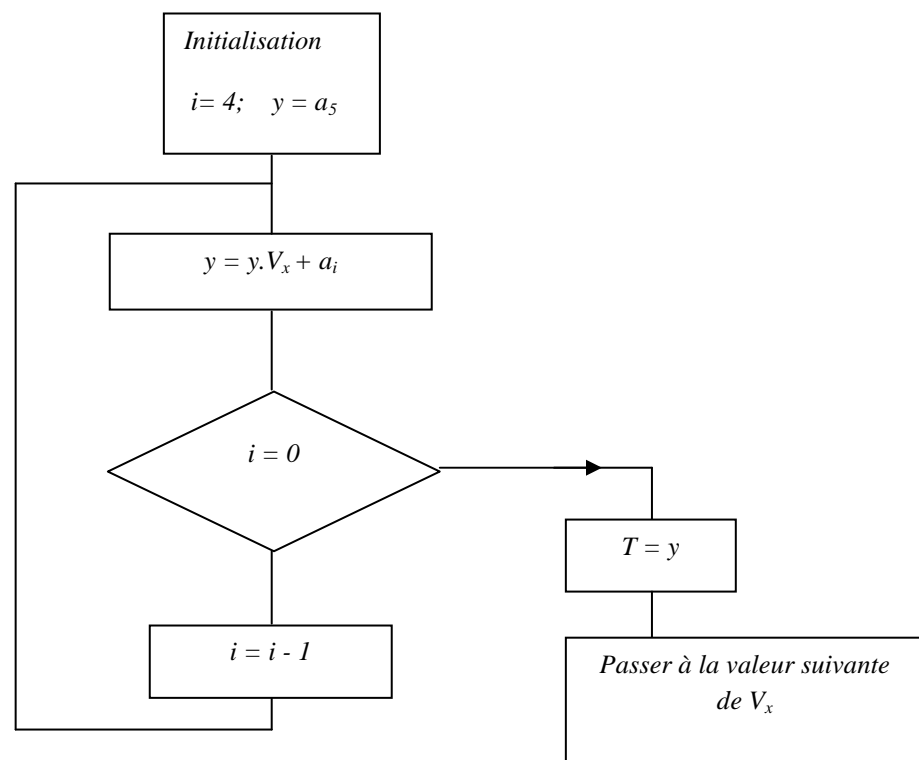 Initialisation
i= 4; y = a₅
y = y.Vₓ + aᵢ
i = 0
T = y
i = i - 1
Passer à la valeur suivante
de Vₓ